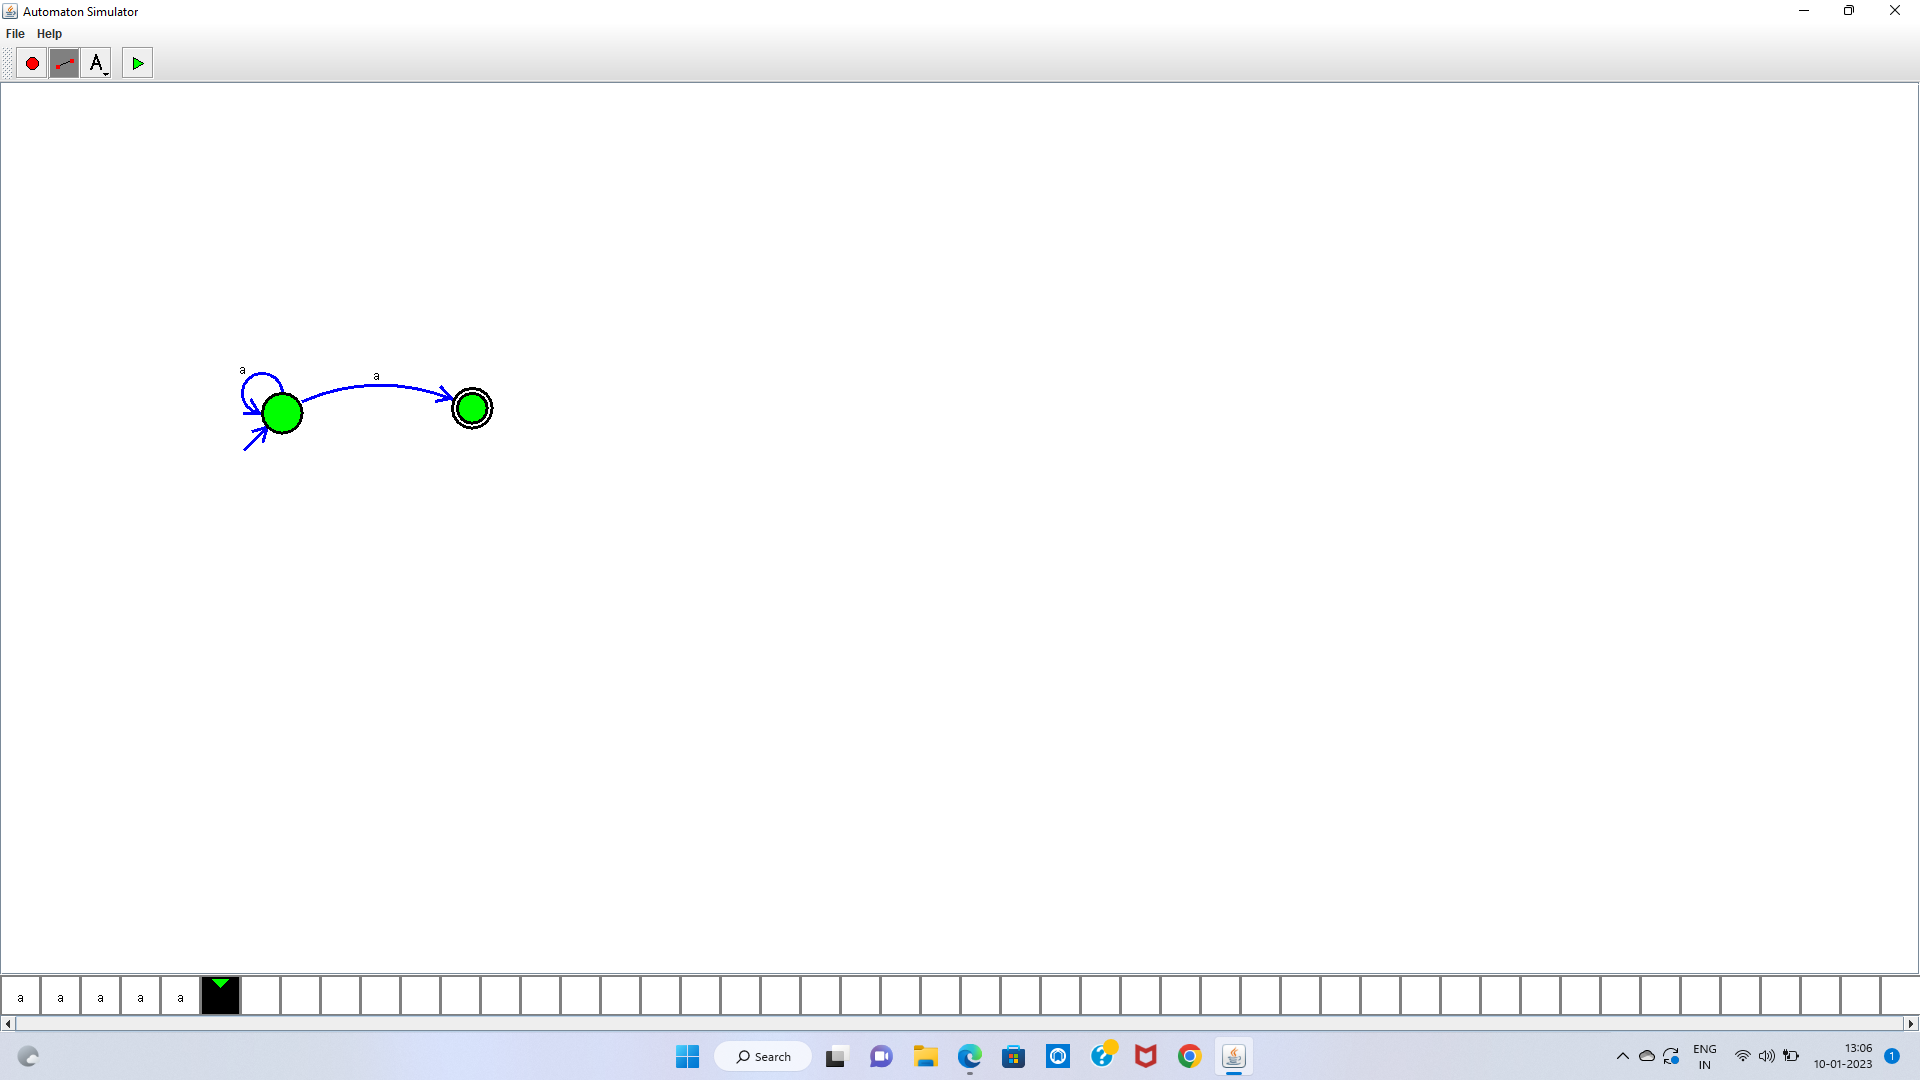 Automaton Simulator
File Help
A
a
a
a a a a a
Search
ENG
IN
13:06
10-01-2023
1